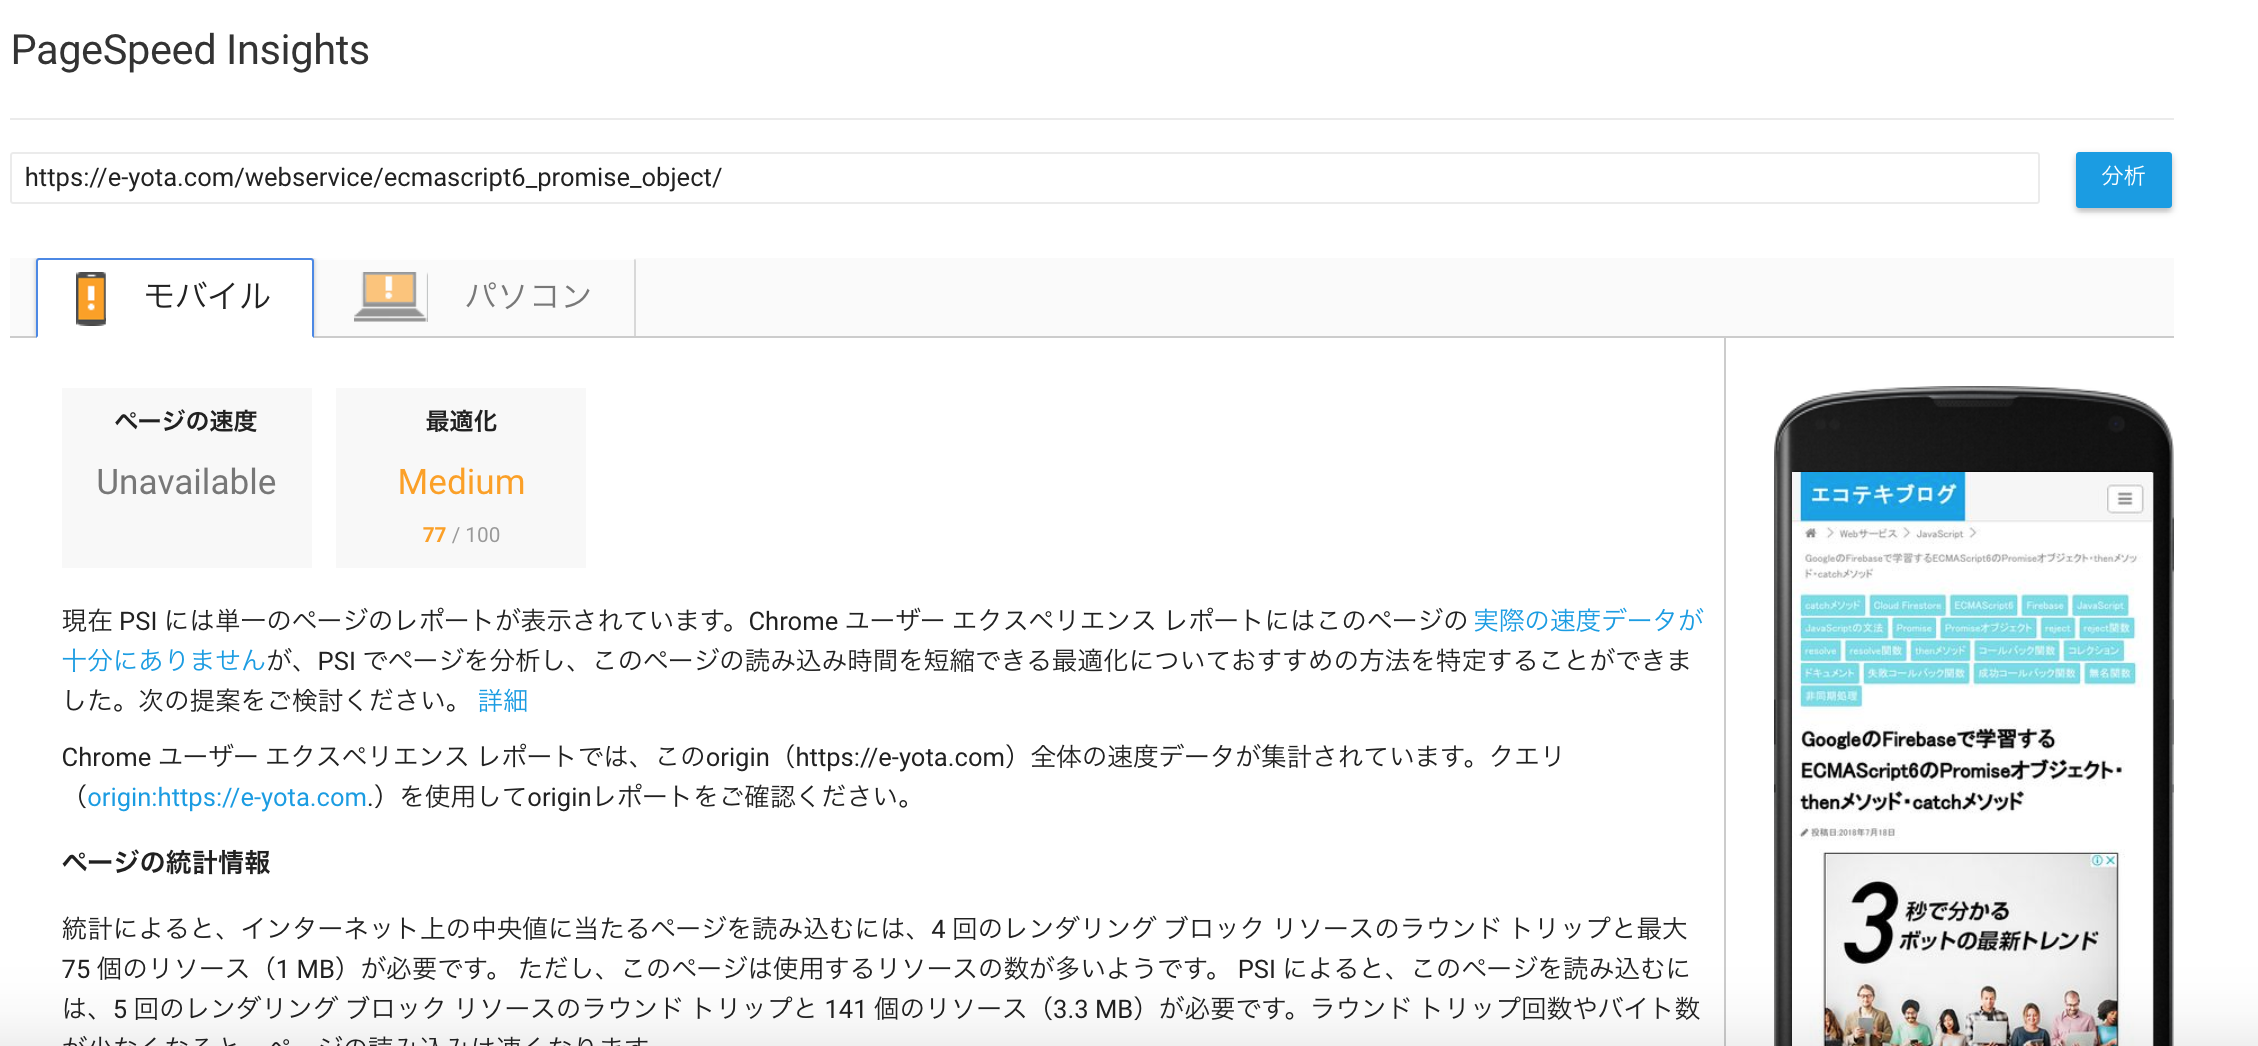 PageSpeed Insights
https://e-yota.com/webservice/ecmascript6_promise_object/
分析
モバイル
パソコン
ページの速度
Unavailable
最適化
Medium
77 / 100
現在 PSI には単一のページのレポートが表示されています。Chrome ユーザー エクスペリエンス レポートにはこのページの 実際の速度データが
十分にありませんが、PSI でページを分析し、このページの読み込み時間を短縮できる最適化についておすすめの方法を特定することができま
した。次の提案をご検討ください。 詳細
Chrome ユーザー エクスペリエンス レポートでは、このorigin（https://e-yota.com）全体の速度データが集計されています。クエリ
（origin:https://e-yota.com.）を使用してoriginレポートをご確認ください。
ページの統計情報
統計によると、インターネット上の中央値に当たるページを読み込むには、4 回のレンダリング ブロック リソースのラウンド トリップと最大
75 個のリソース（1 MB）が必要です。 ただし、このページは使用するリソースの数が多いようです。 PSI によると、このページを読み込むに
は、5 回のレンダリング ブロック リソースのラウンド トリップと 141 個のリソース（3.3 MB）が必要です。ラウンド トリップ回数やバイト数
が少なくなると、ページの読み込みは速くなります。
エコテキブログ
Webサービス JavaScript
GoogleのFirebaseで学習するECMAScript6のPromiseオブジェクト・thenメソッ
ド・catchメソッド
catchメソッド Cloud Firestore ECMAScript6 Firebase JavaScript
JavaScriptの文法 Promise Promiseオブジェクト reject reject関数
resolve resolve関数 thenメソッド コールバック関数 コレクション
ドキュメント 失敗コールバック関数 成功コールバック関数 無名関数
非同期処理
GoogleのFirebaseで学習する
ECMAScript6のPromiseオブジェクト・
thenメソッド・catchメソッド
投稿日:2018年7月18日
3秒で分かる
ボットの最新トレンド